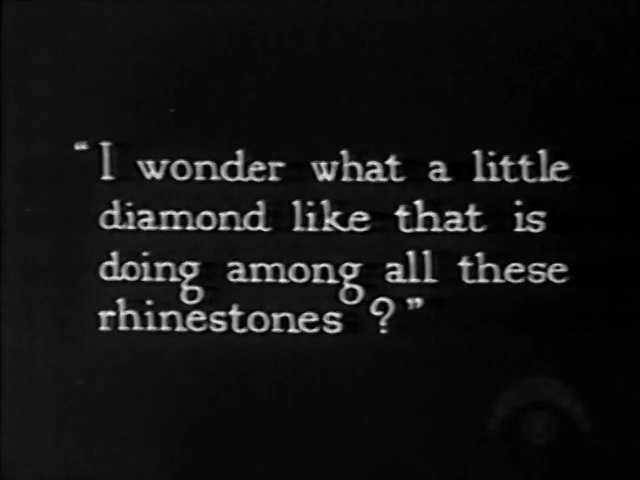 "I wonder what a little
diamond like that is
doing among all these
rhinestones?"